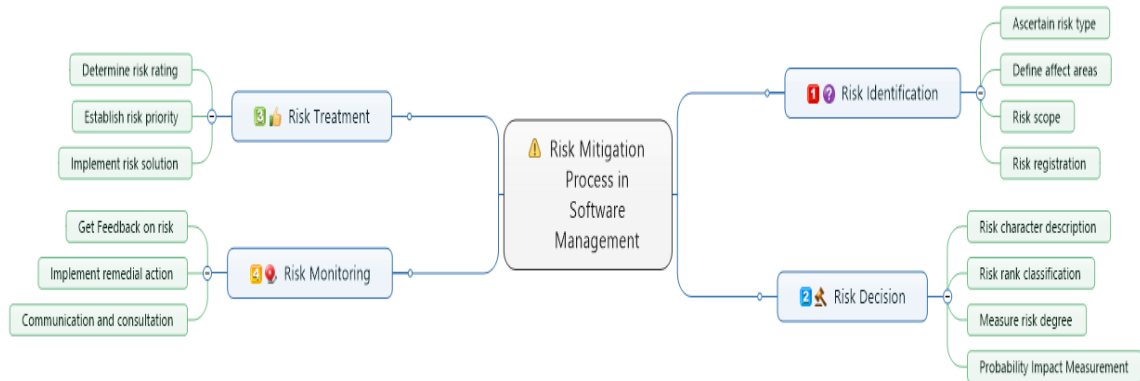 Risk Mitigation
Process in
Software
Management
1 Risk Identification
Ascertain risk type
Define affect areas
Risk scope
Risk registration
2 Risk Decision
Risk character description
Risk rank classification
Measure risk degree
Probability Impact Measurement
3 Risk Treatment
Determine risk rating
Establish risk priority
Implement risk solution
4 Risk Monitoring
Get Feedback on risk
Implement remedial action
Communication and consultation